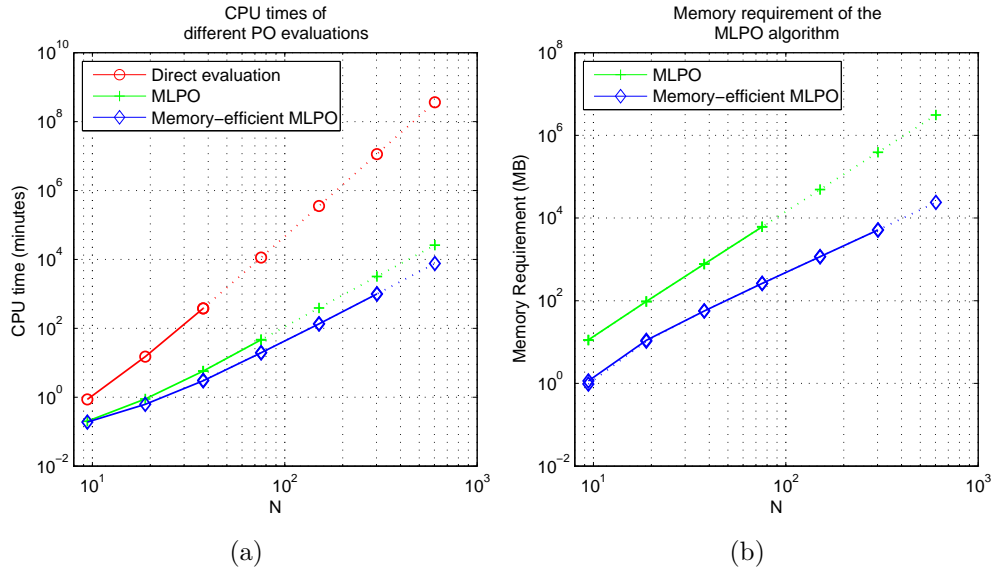 CPU times of
different PO evaluations
10^10
10^8
10^6
10^4
10^2
10^0
10^−2
CPU time (minutes)
Direct evaluation
MLPO
Memory−efficient MLPO
10^1
10^2
10^3
N
(a)
Memory requirement of the
MLPO algorithm
10^8
10^6
10^4
10^2
10^0
10^−2
Memory Requirement (MB)
MLPO
Memory−efficient MLPO
10^1
10^2
10^3
N
(b)